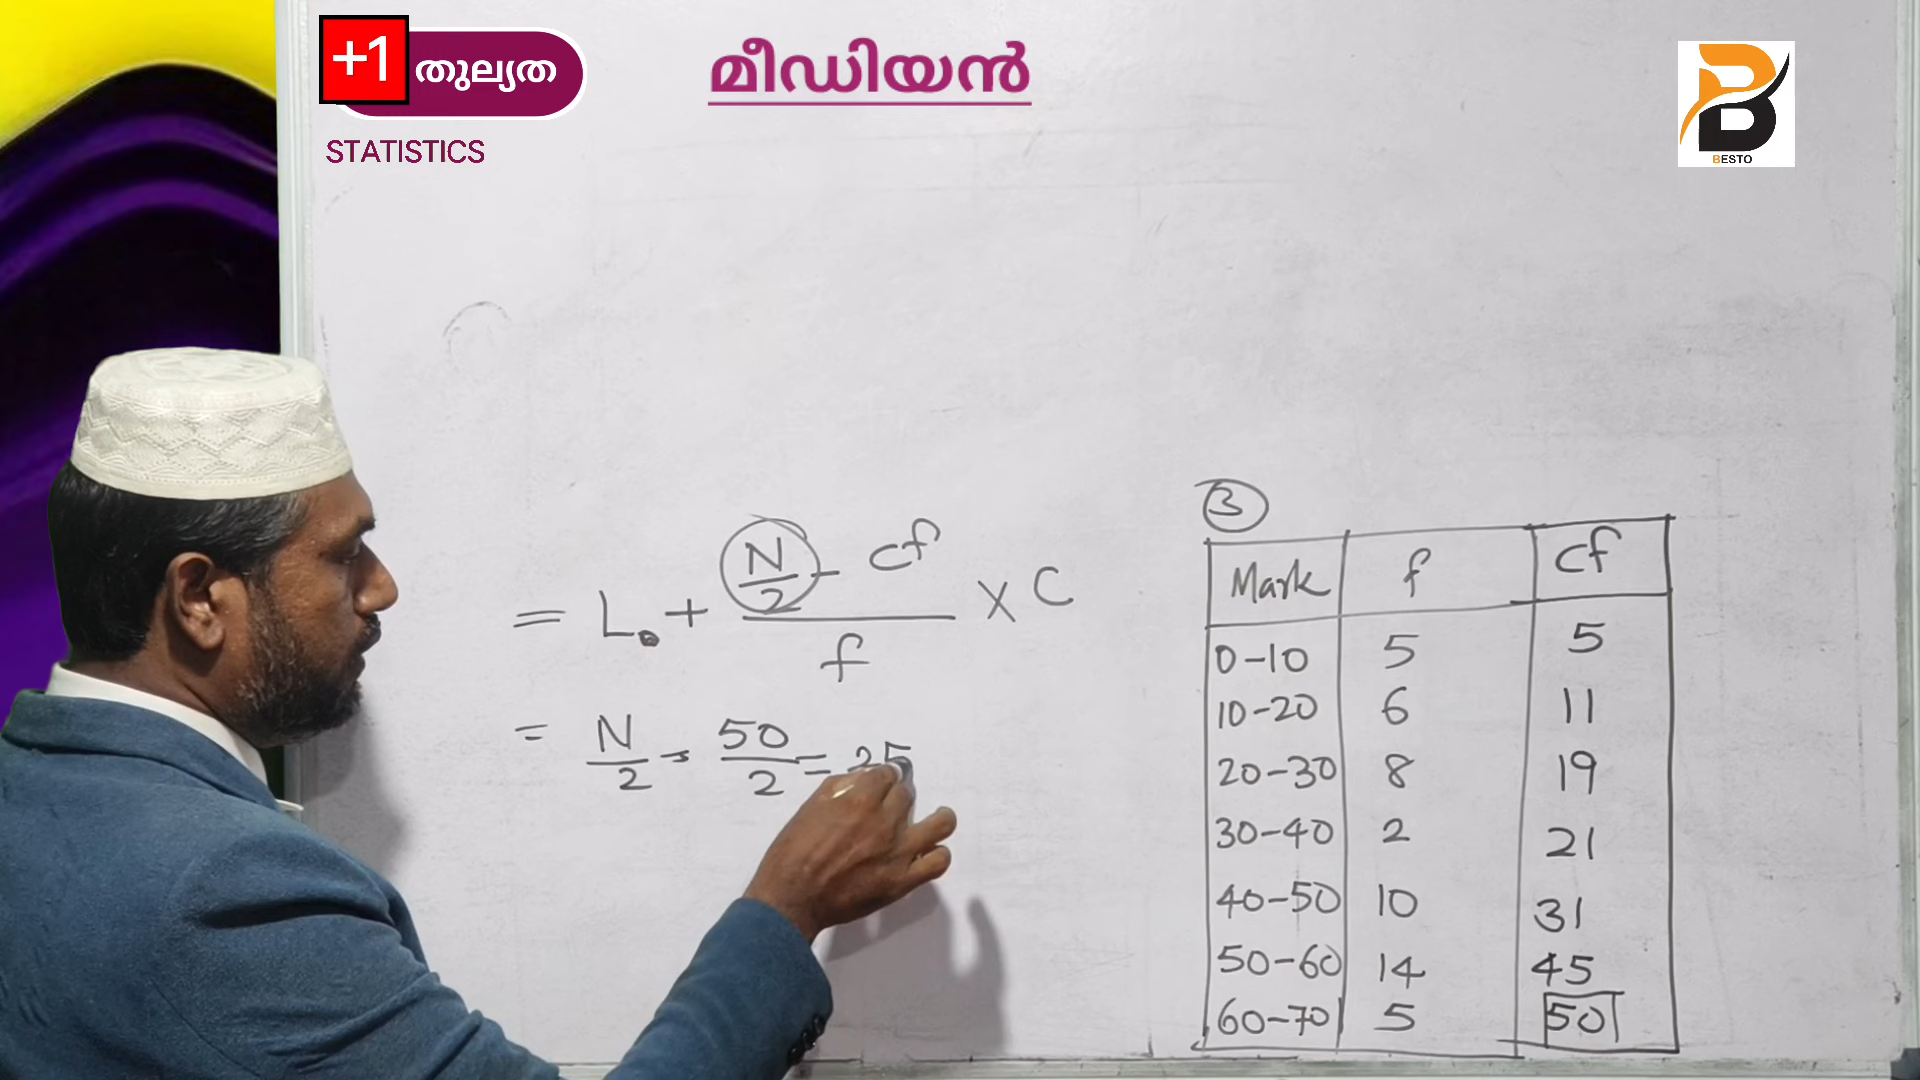 +1 തുല്യത
മീഡിയൻ
STATISTICS
BESTO
= L + N/2 - cf / f × C
= N/2 = 50/2 = 25
3
Mark f cf
0-10 5 5
10-20 6 11
20-30 8 19
30-40 2 21
40-50 10 31
50-60 14 45
60-70 5 50